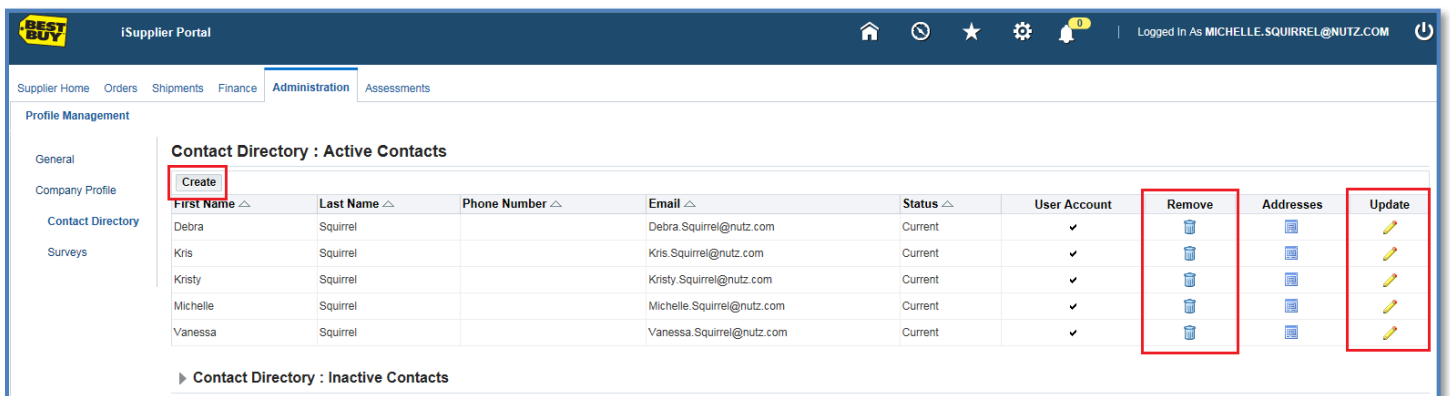 BEST
BUY
iSupplier Portal
0
Logged In As MICHELLE.SQUIRREL@NUTZ.COM
Supplier Home Orders Shipments Finance Administration Assessments
Profile Management
General
Company Profile
Contact Directory
Surveys
Contact Directory : Active Contacts
Create
First Name Last Name Phone Number Email Status User Account Remove Addresses Update
Debra Squirrel Debra.Squirrel@nutz.com Current
Kris Squirrel Kris.Squirrel@nutz.com Current
Kristy Squirrel Kristy.Squirrel@nutz.com Current
Michelle Squirrel Michelle.Squirrel@nutz.com Current
Vanessa Squirrel Vanessa.Squirrel@nutz.com Current
Contact Directory : Inactive Contacts